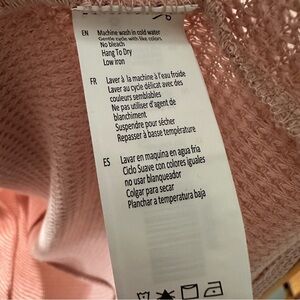 EN Machine wash in cold water
Gentle cycle with like colors
No bleach
Hang To Dry
Low iron
FR Laver à la machine à l'eau froide
Laver au cycle délicat avec des
couleurs semblables
Ne pas utiliser d'agent de
blanchiment
Suspendre pour sécher
Repasser à basse température
ES Lavar en maquina en agua fria
Ciclo Suave con colores iguales
no usar blanqueador
Colgar para secar
Planchar a temperatura baja